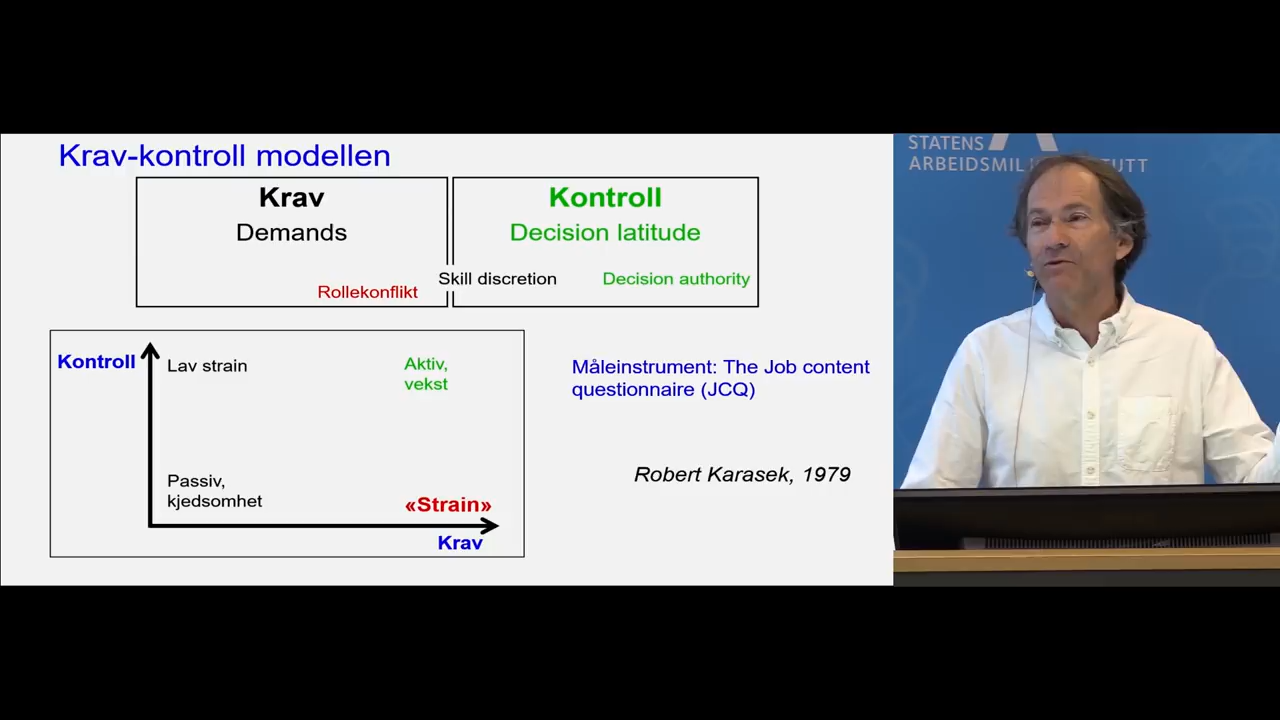 Krav-kontroll modellen
Krav
Demands
Rollekonflikt
Kontroll
Decision latitude
Skill discretion
Decision authority
Kontroll
Lav strain
Aktiv,
vekst
Passiv,
kjedsomhet
«Strain»
Krav
Måleinstrument: The Job content
questionnaire (JCQ)
Robert Karasek, 1979
STATENS
ARBEIDSMIL
TUTT